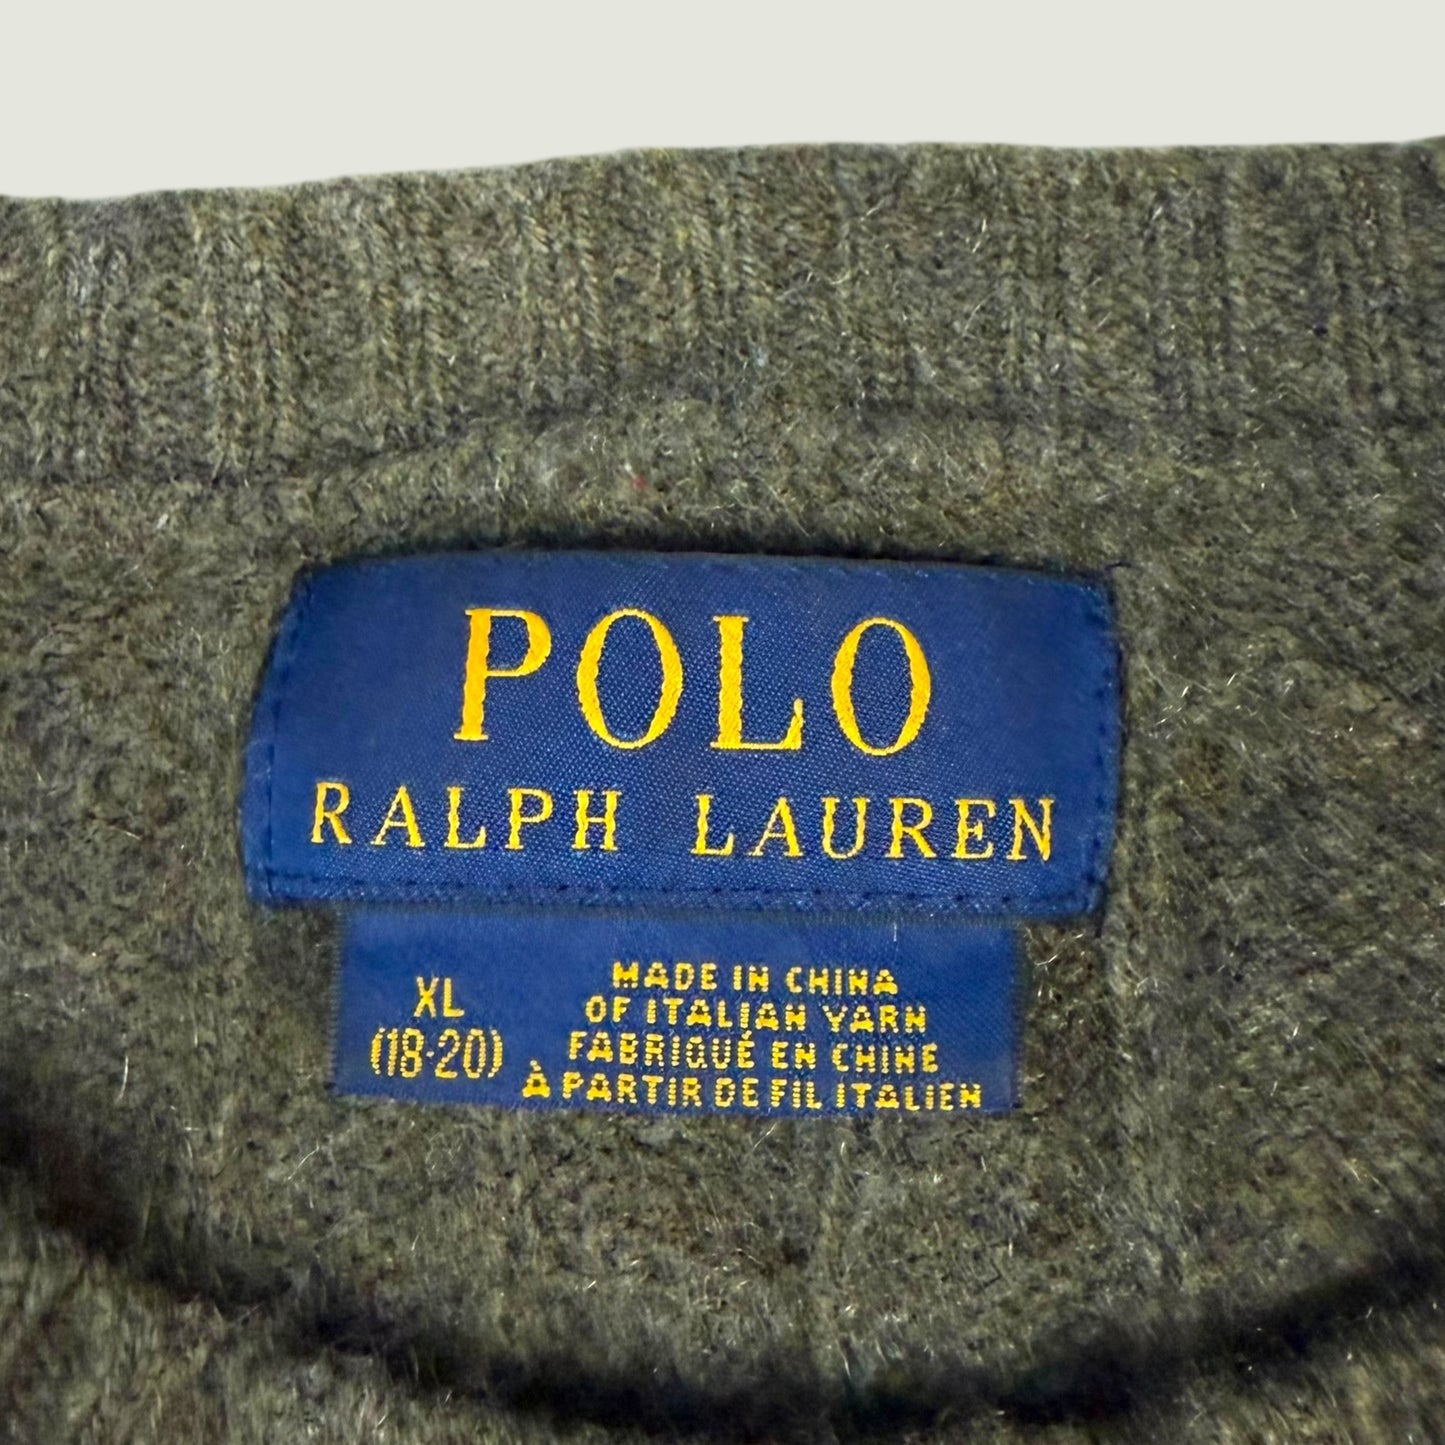 POLO
RALPH LAUREN
XL
(18-20)
MADE IN CHINA
OF ITALIAN YARN
FABRIQUÉ EN CHINE
À PARTIR DE FIL ITALIEN